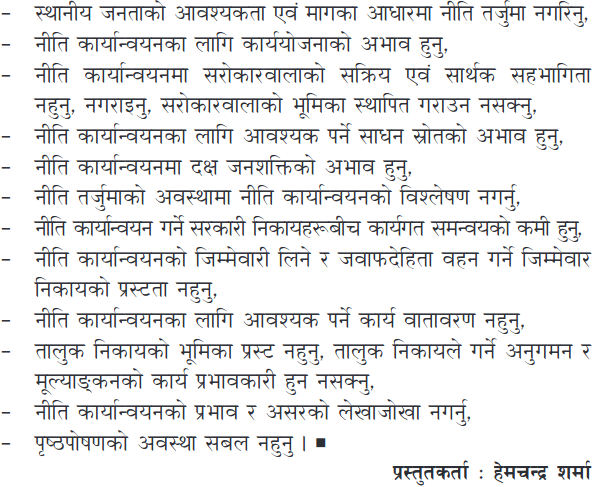 – स्थानीय जनताको आवश्यकता एवं मागका आधारमा नीति तर्जुमा नगरिनु,
– नीति कार्यान्वयनका लागि कार्ययोजनाको अभाव हुनु,
– नीति कार्यान्वयनमा सरोकारवालाको सक्रिय एवं सार्थक सहभागिता
नहुनु, नगराइनु, सरोकारवालाको भूमिका स्थापित गराउन नसक्नु,
– नीति कार्यान्वयनका लागि आवश्यक पर्ने साधन स्रोतको अभाव हुनु,
– नीति कार्यान्वयनमा दक्ष जनशक्तिको अभाव हुनु,
– नीति तर्जुमाको अवस्थामा नीति कार्यान्वयनको विश्लेषण नगर्नु,
– नीति कार्यान्वयन गर्ने सरकारी निकायहरूबीच कार्यगत समन्वयको कमी हुनु,
– नीति कार्यान्वयनको जिम्मेवारी लिने र जवाफदेहिता वहन गर्ने जिम्मेवार
निकायको प्रस्टता नहुनु,
– नीति कार्यान्वयनका लागि आवश्यक पर्ने कार्य वातावरण नहुनु,
– तालुक निकायको भूमिका प्रस्ट नहुनु, तालुक निकायले गर्ने अनुगमन र
मूल्याङ्कनको कार्य प्रभावकारी हुन नसक्नु,
– नीति कार्यान्वयनको प्रभाव र असरको लेखाजोखा नगर्नु,
– पृष्ठपोषणको अवस्था सबल नहुनु । ■
प्रस्तुतकर्ता : हेमचन्द्र शर्मा